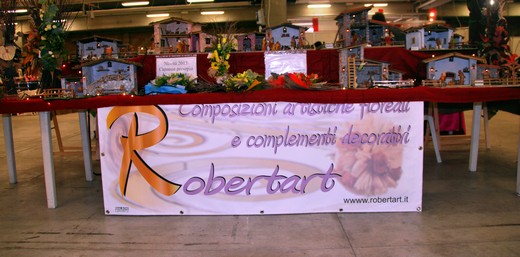 Composizioni artistiche floreali
e complementi decorativi
Robertart
www.robertart.it